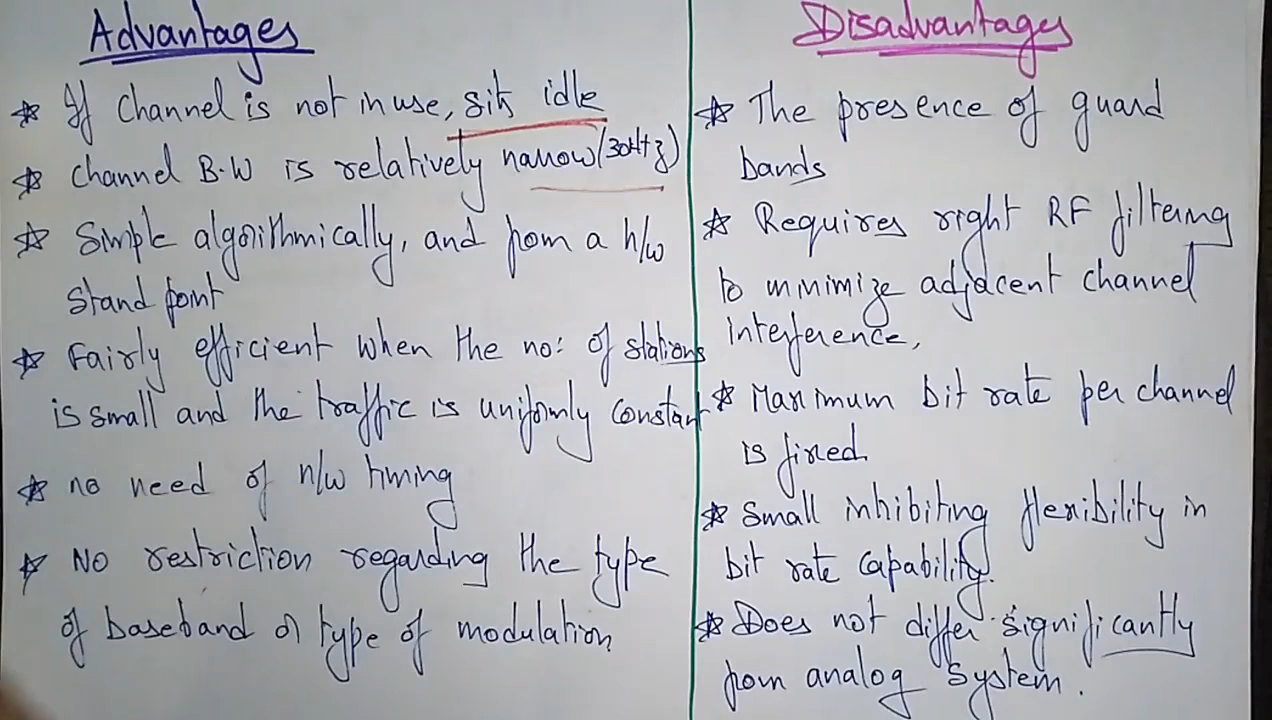 Advantages
☆ If Channel is not in use, sits idle
☆ channel B.W is relatively narrow (30Hz)
☆ Simple algorithmically, and from a h/w
stand point
☆ Fairly efficient when the no: of stations
is small and the traffic is uniformly constant
☆ no need of n/w timing
☆ No restriction regarding the type
of baseband or type of modulation
Disadvantages
☆ The presence of guard
bands
☆ Requires right RF filtering
to minimize adjacent channel
interference,
☆ Maximum bit rate per channel
is fixed
☆ Small inhibiting flexibility in
bit rate capability.
☆ Does not differ significantly
from analog system.